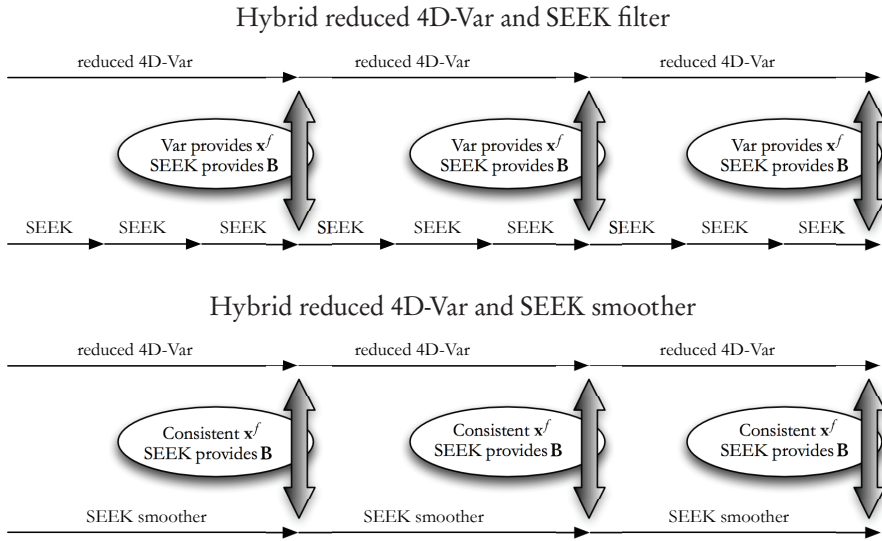 Hybrid reduced 4D-Var and SEEK filter
reduced 4D-Var reduced 4D-Var reduced 4D-Var
Var provides x^f
SEEK provides B
Var provides x^f
SEEK provides B
Var provides x^f
SEEK provides B
SEEK SEEK SEEK SEEK SEEK SEEK SEEK SEEK SEEK
Hybrid reduced 4D-Var and SEEK smoother
reduced 4D-Var reduced 4D-Var reduced 4D-Var
Consistent x^f
SEEK provides B
Consistent x^f
SEEK provides B
Consistent x^f
SEEK provides B
SEEK smoother SEEK smoother SEEK smoother